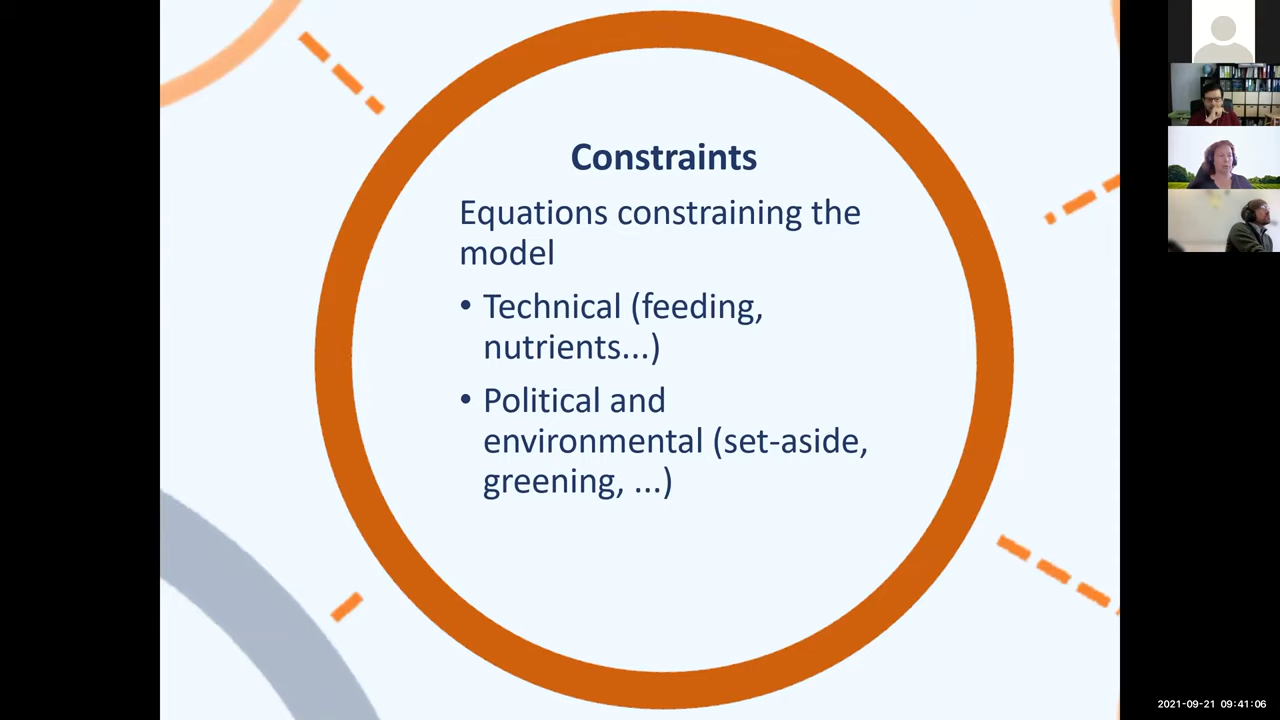 Constraints
Equations constraining the
model
• Technical (feeding,
nutrients...)
• Political and
environmental (set-aside,
greening, ...)
2021-09-21 09:41:06